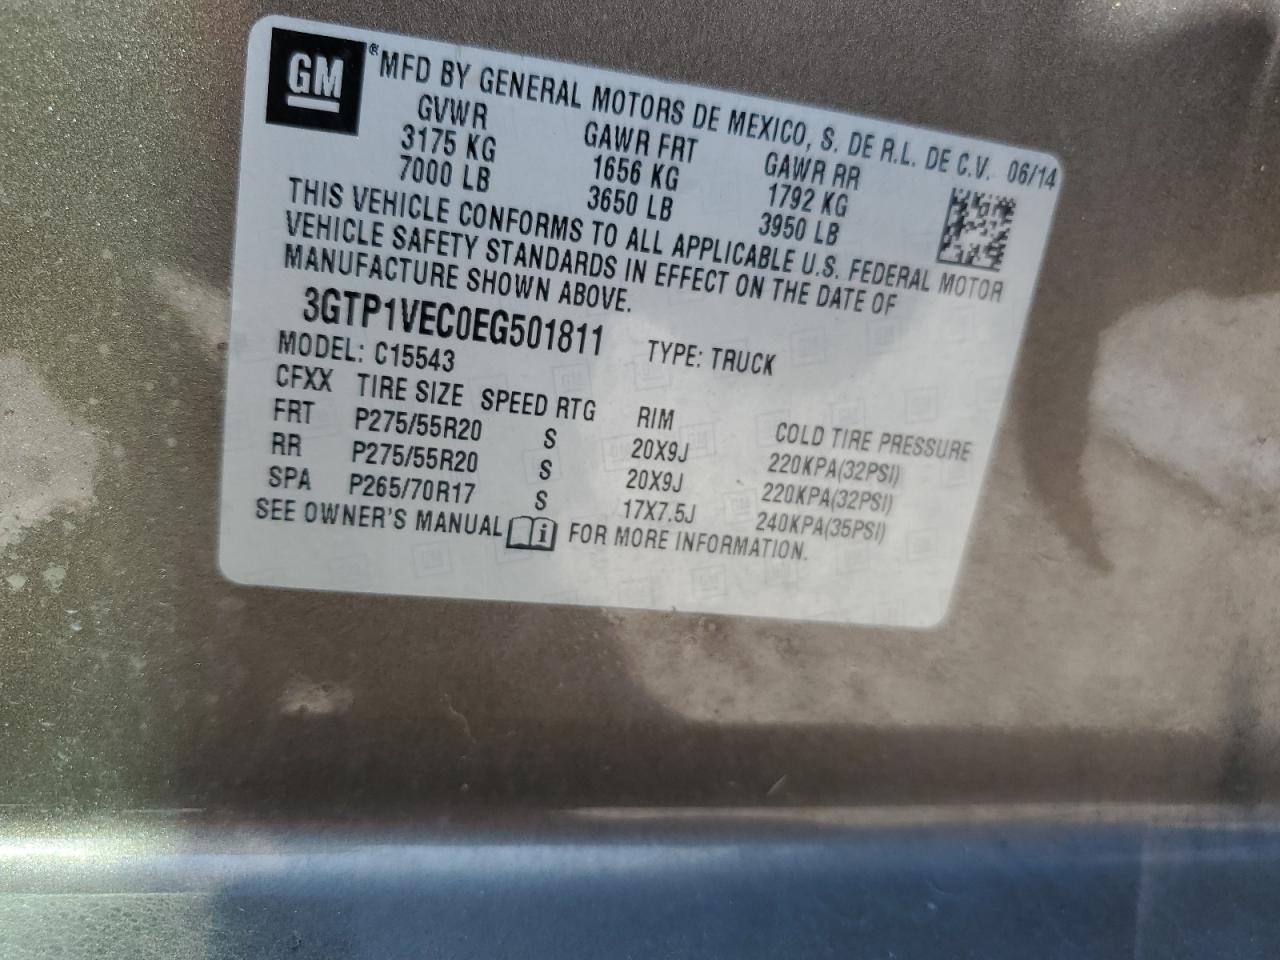 GM ® MFD BY GENERAL MOTORS DE MEXICO, S. DE R.L. DE C.V. 06/14
GVWR GAWR FRT GAWR RR
3175 KG 1656 KG 1792 KG
7000 LB 3650 LB 3950 LB
THIS VEHICLE CONFORMS TO ALL APPLICABLE U.S. FEDERAL MOTOR
VEHICLE SAFETY STANDARDS IN EFFECT ON THE DATE OF
MANUFACTURE SHOWN ABOVE.
3GTP1VEC0EG501811 TYPE: TRUCK
MODEL: C15543
CFXX TIRE SIZE SPEED RTG RIM COLD TIRE PRESSURE
FRT P275/55R20 S 20X9J 220KPA(32PSI)
RR P275/55R20 S 20X9J 220KPA(32PSI)
SPA P265/70R17 S 17X7.5J 240KPA(35PSI)
SEE OWNER'S MANUAL i FOR MORE INFORMATION.